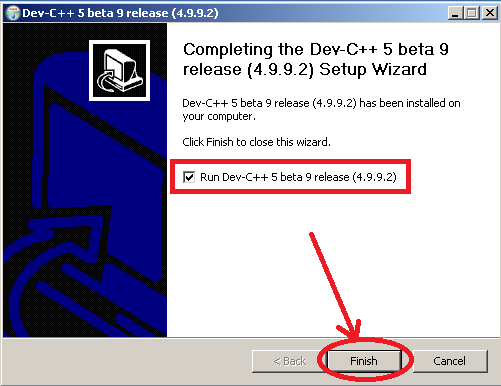 Dev-C++ 5 beta 9 release (4.9.9.2)
Completing the Dev-C++ 5 beta 9
release (4.9.9.2) Setup Wizard
Dev-C++ 5 beta 9 release (4.9.9.2) has been installed on
your computer.
Click Finish to close this wizard.
Run Dev-C++ 5 beta 9 release (4.9.9.2)
< Back
Finish
Cancel